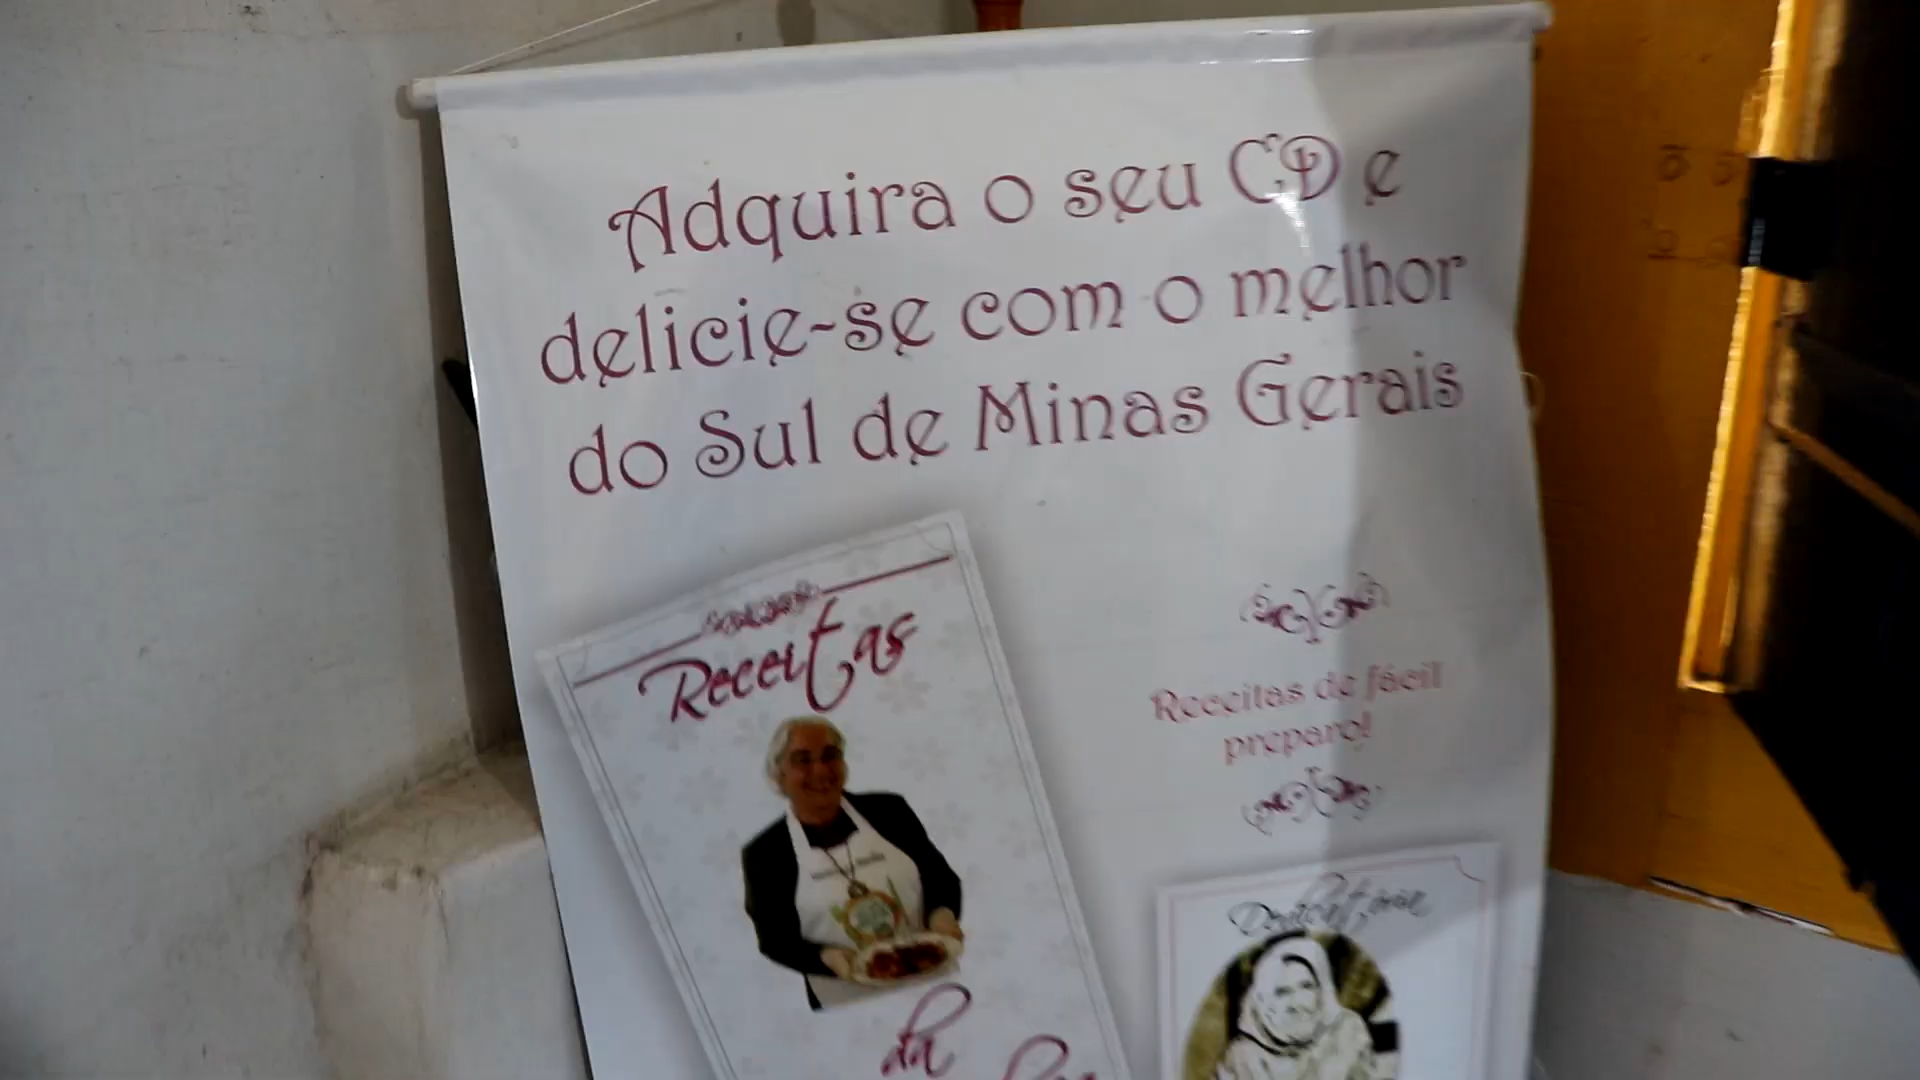 Adquira o seu CD e
delicie-se com o melhor
do Sul de Minas Gerais
Receitas
da
Receitas de fácil
preparo!